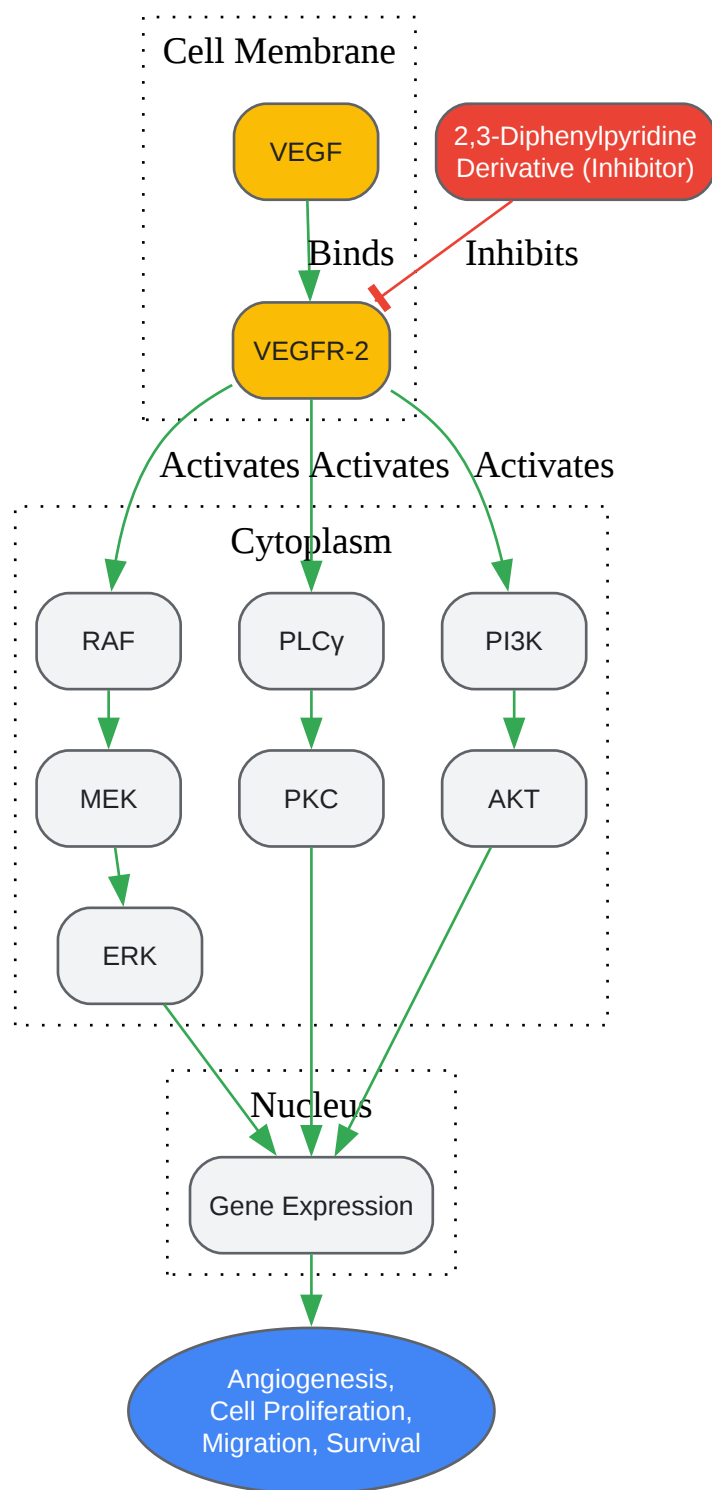 Cell Membrane
VEGF
2,3-Diphenylpyridine
Derivative (Inhibitor)
Binds
Inhibits
VEGFR-2
Activates
Activates
Activates
Cytoplasm
RAF
PLCγ
PI3K
MEK
PKC
AKT
ERK
Nucleus
Gene Expression
Angiogenesis,
Cell Proliferation,
Migration, Survival